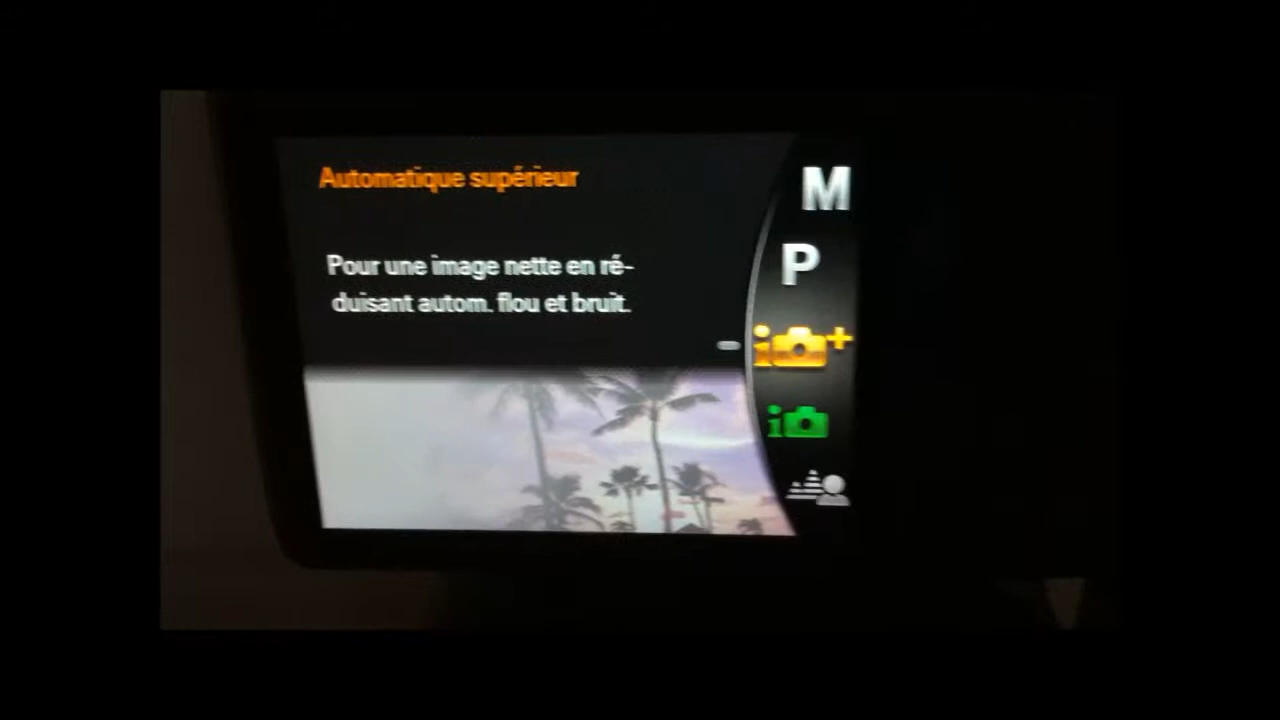 Automatique supérieur
M
P
Pour une image nette en ré-
duisant autom. flou et bruit.
i +
i